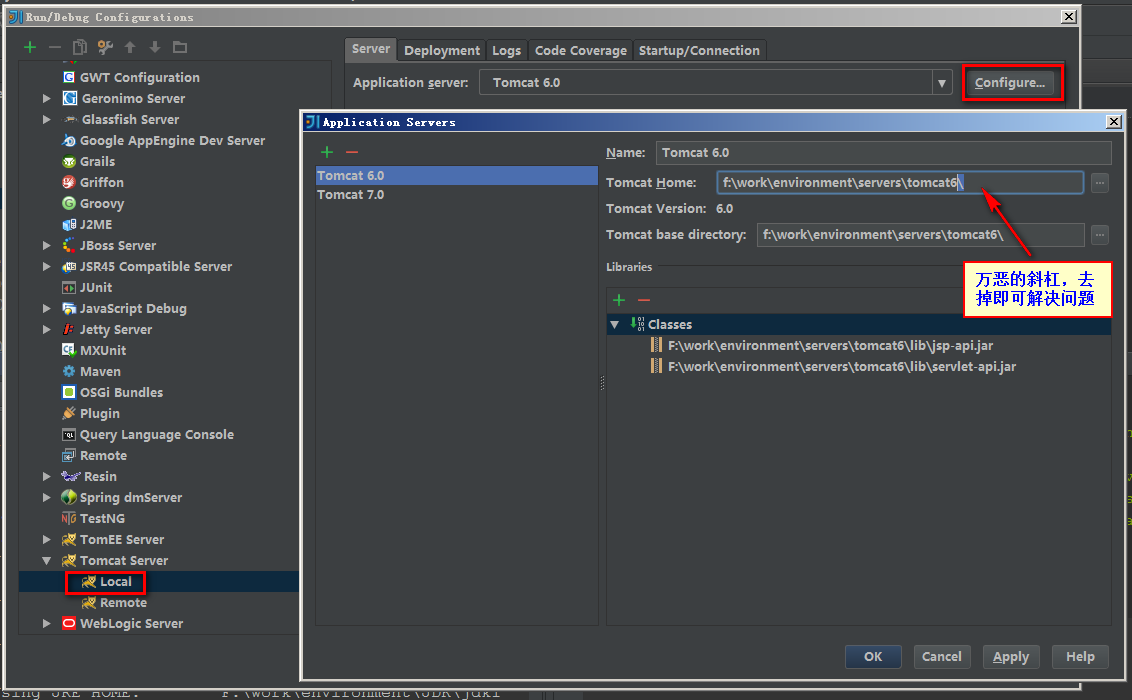 Run/Debug Configurations
GWT Configuration
Geronimo Server
Glassfish Server
Google AppEngine Dev Server
Grails
Griffon
Groovy
J2ME
JBoss Server
JSR45 Compatible Server
JUnit
JavaScript Debug
Jetty Server
MXUnit
Maven
OSGi Bundles
Plugin
Query Language Console
Remote
Resin
Spring dmServer
TestNG
TomEE Server
Tomcat Server
Local
Remote
WebLogic Server
Server Deployment Logs Code Coverage Startup/Connection
Application server: Tomcat 6.0 Configure...
Application Servers
Tomcat 6.0
Tomcat 7.0
Name: Tomcat 6.0
Tomcat Home: f:\work\environment\servers\tomcat6\
Tomcat Version: 6.0
Tomcat base directory: f:\work\environment\servers\tomcat6\
Libraries
万恶的斜杠，去
掉即可解决问题
Classes
F:\work\environment\servers\tomcat6\lib\jsp-api.jar
F:\work\environment\servers\tomcat6\lib\servlet-api.jar
OK Cancel Apply Help